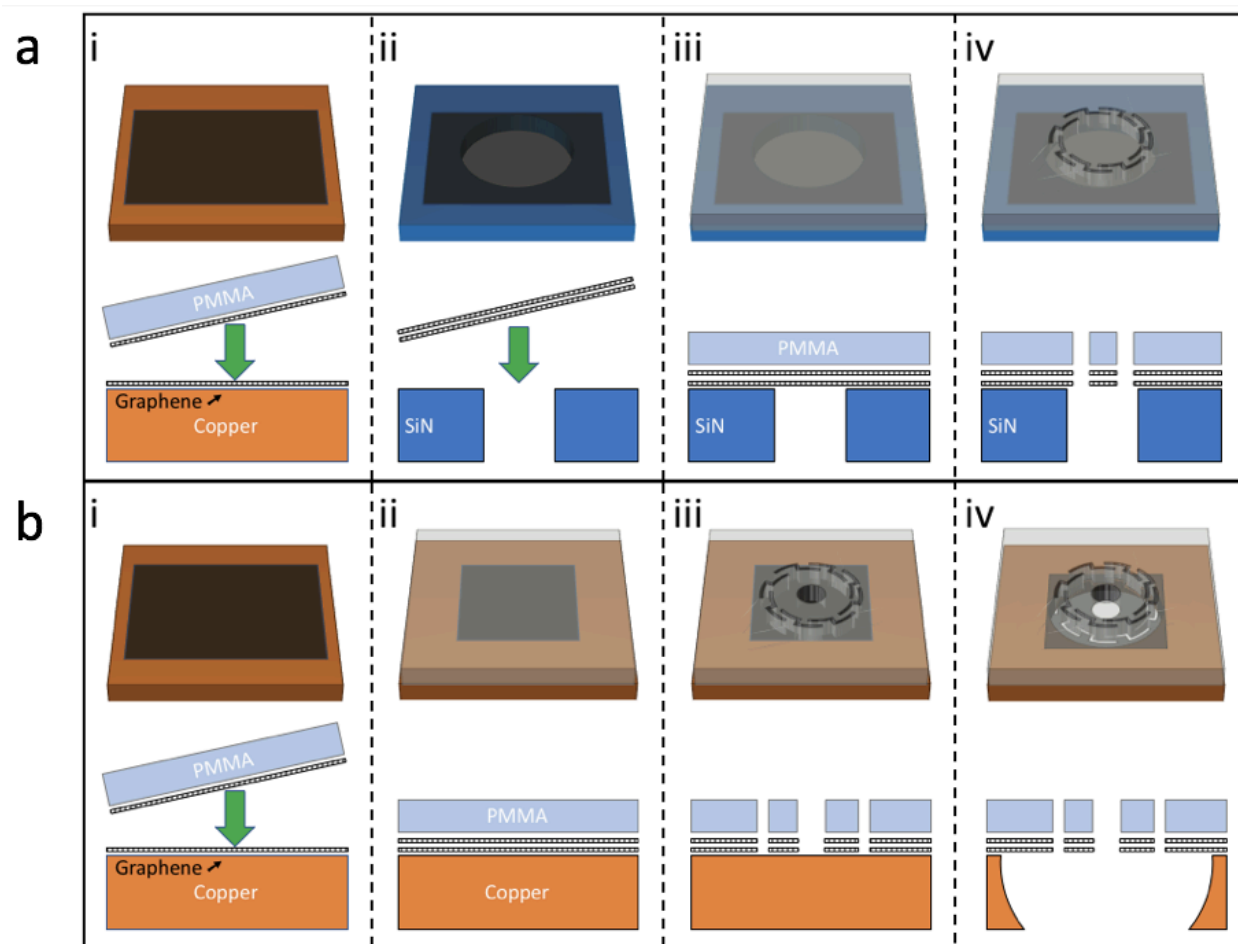 a
i
ii
iii
iv
PMMA
Graphene
Copper
SiN
PMMA
SiN
SiN
b
i
ii
iii
iv
PMMA
Graphene
Copper
PMMA
Copper